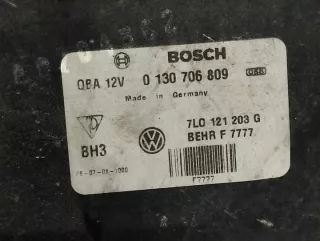 BOSCH
QBA 12V 0 130 706 809
Made in Germany
7L0 121 203 G
BEHR F 7777
BH3
F7777